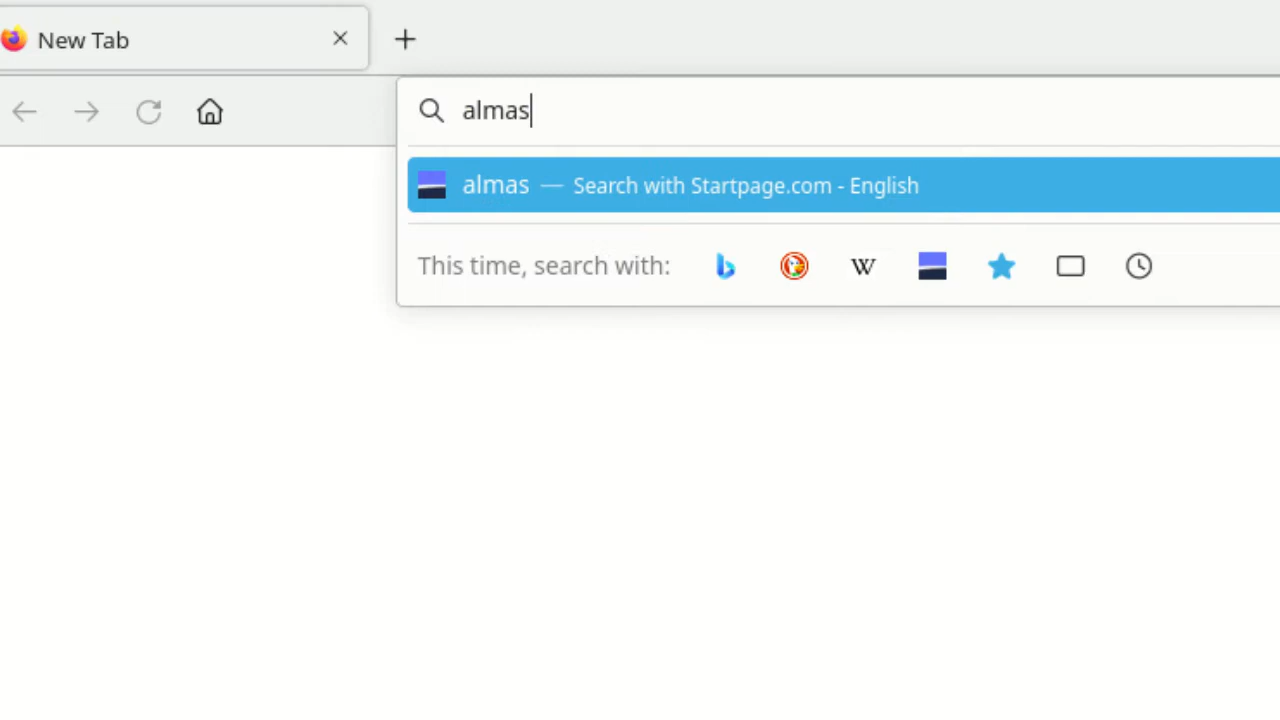 New Tab
almas
almas — Search with Startpage.com - English
This time, search with:
W